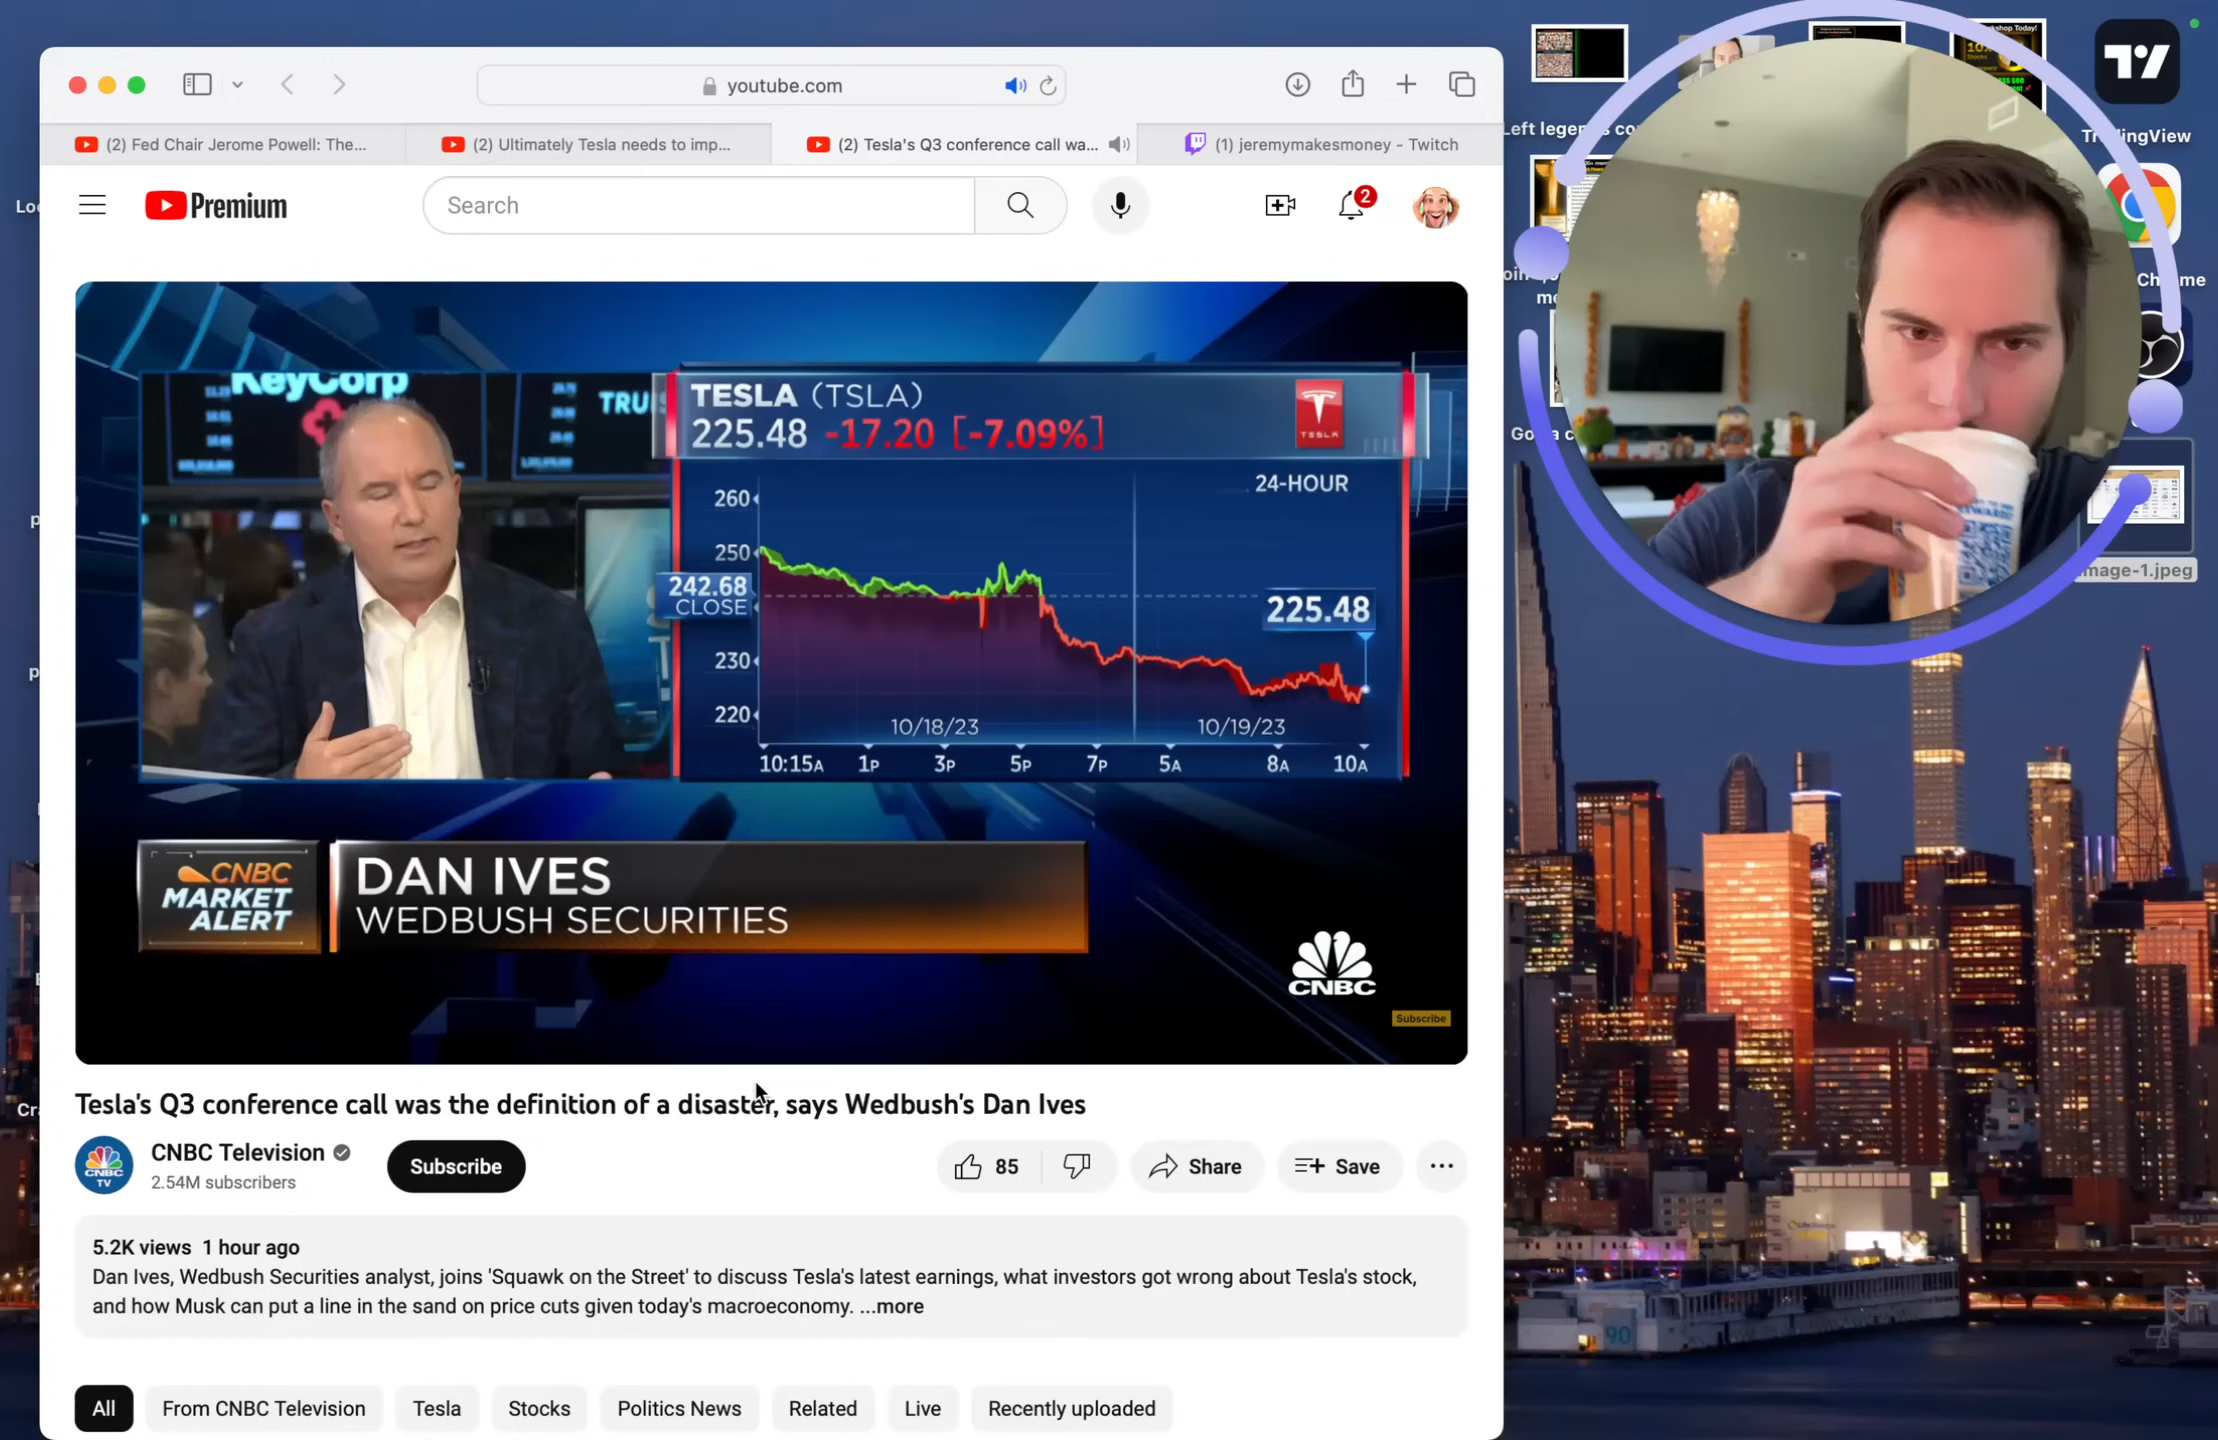 youtube.com
(2) Fed Chair Jerome Powell: The...
(2) Ultimately Tesla needs to imp...
(2) Tesla's Q3 conference call wa...
(1) jeremymakesmoney - Twitch
Premium
Search
2
KeyCorp
TESLA (TSLA)
225.48 -17.20 [-7.09%]
TESLA
24-HOUR
260
250
242.68
CLOSE
225.48
230
220
10/18/23
10/19/23
10:15A 1P 3P 5P 7P 5A 8A 10A
CNBC
MARKET
ALERT
DAN IVES
WEDBUSH SECURITIES
CNBC
Subscribe
Tesla's Q3 conference call was the definition of a disaster, says Wedbush's Dan Ives
CNBC
TV
CNBC Television
2.54M subscribers
Subscribe
85
Share
Save
5.2K views 1 hour ago
Dan Ives, Wedbush Securities analyst, joins 'Squawk on the Street' to discuss Tesla's latest earnings, what investors got wrong about Tesla's stock,
and how Musk can put a line in the sand on price cuts given today's macroeconomy. ...more
All
From CNBC Television
Tesla
Stocks
Politics News
Related
Live
Recently uploaded
90